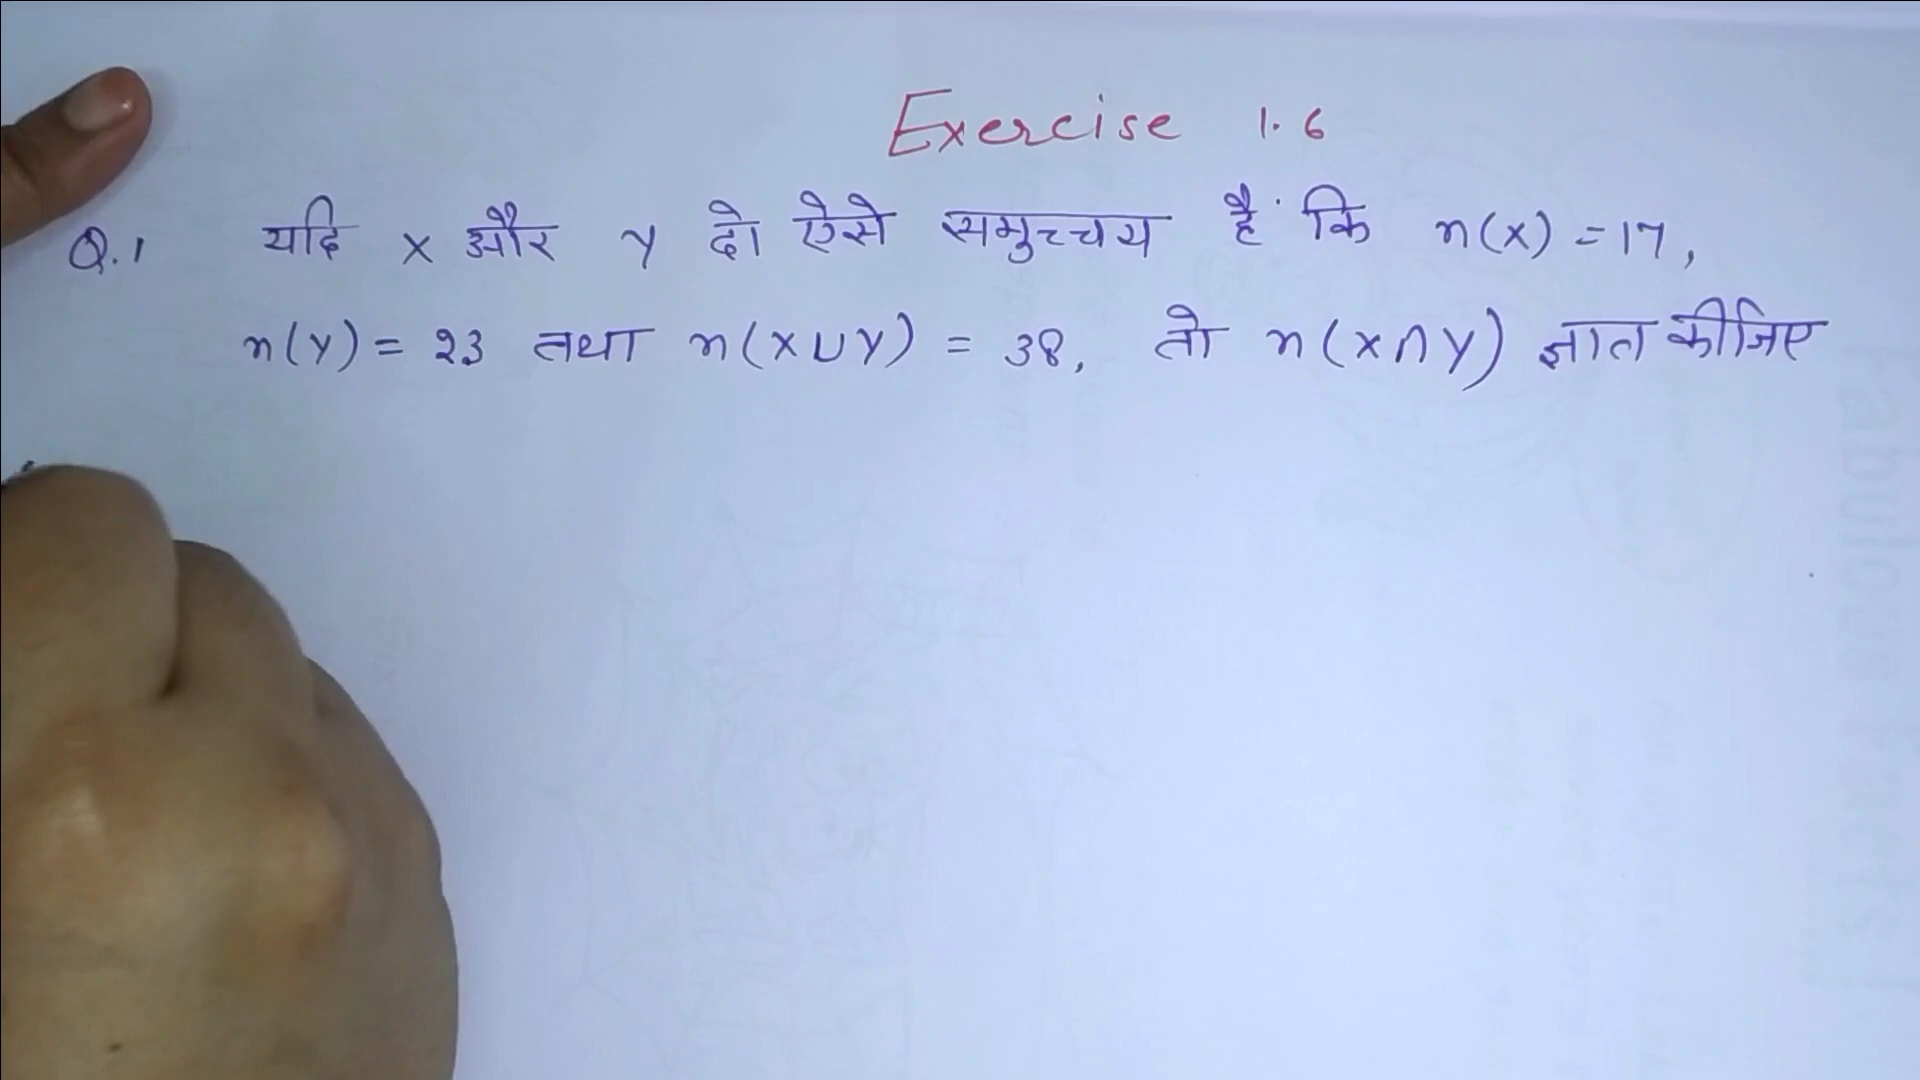 Exercise 1.6
Q.1 यदि X और Y दो ऐसे समुच्चय हैं कि n(X) = 17,
n(Y) = 23 तथा n(X∪Y) = 38, तो n(X∩Y) ज्ञात कीजिए